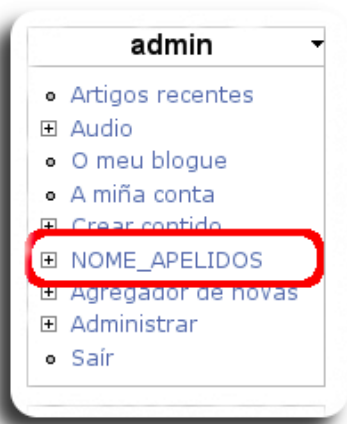 admin
Artigos recentes
Audio
O meu blogue
A miña conta
Crear contido
NOME_APELIDOS
Agregador de novas
Administrar
Saír